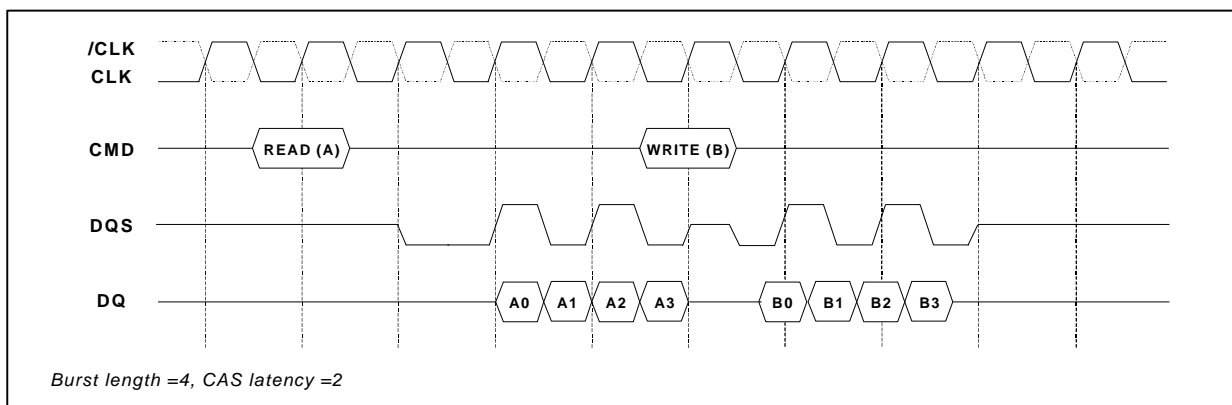 /CLK
CLK
CMD READ (A) WRITE (B)
DQS
DQ A0 A1 A2 A3 B0 B1 B2 B3
Burst length =4, CAS latency =2